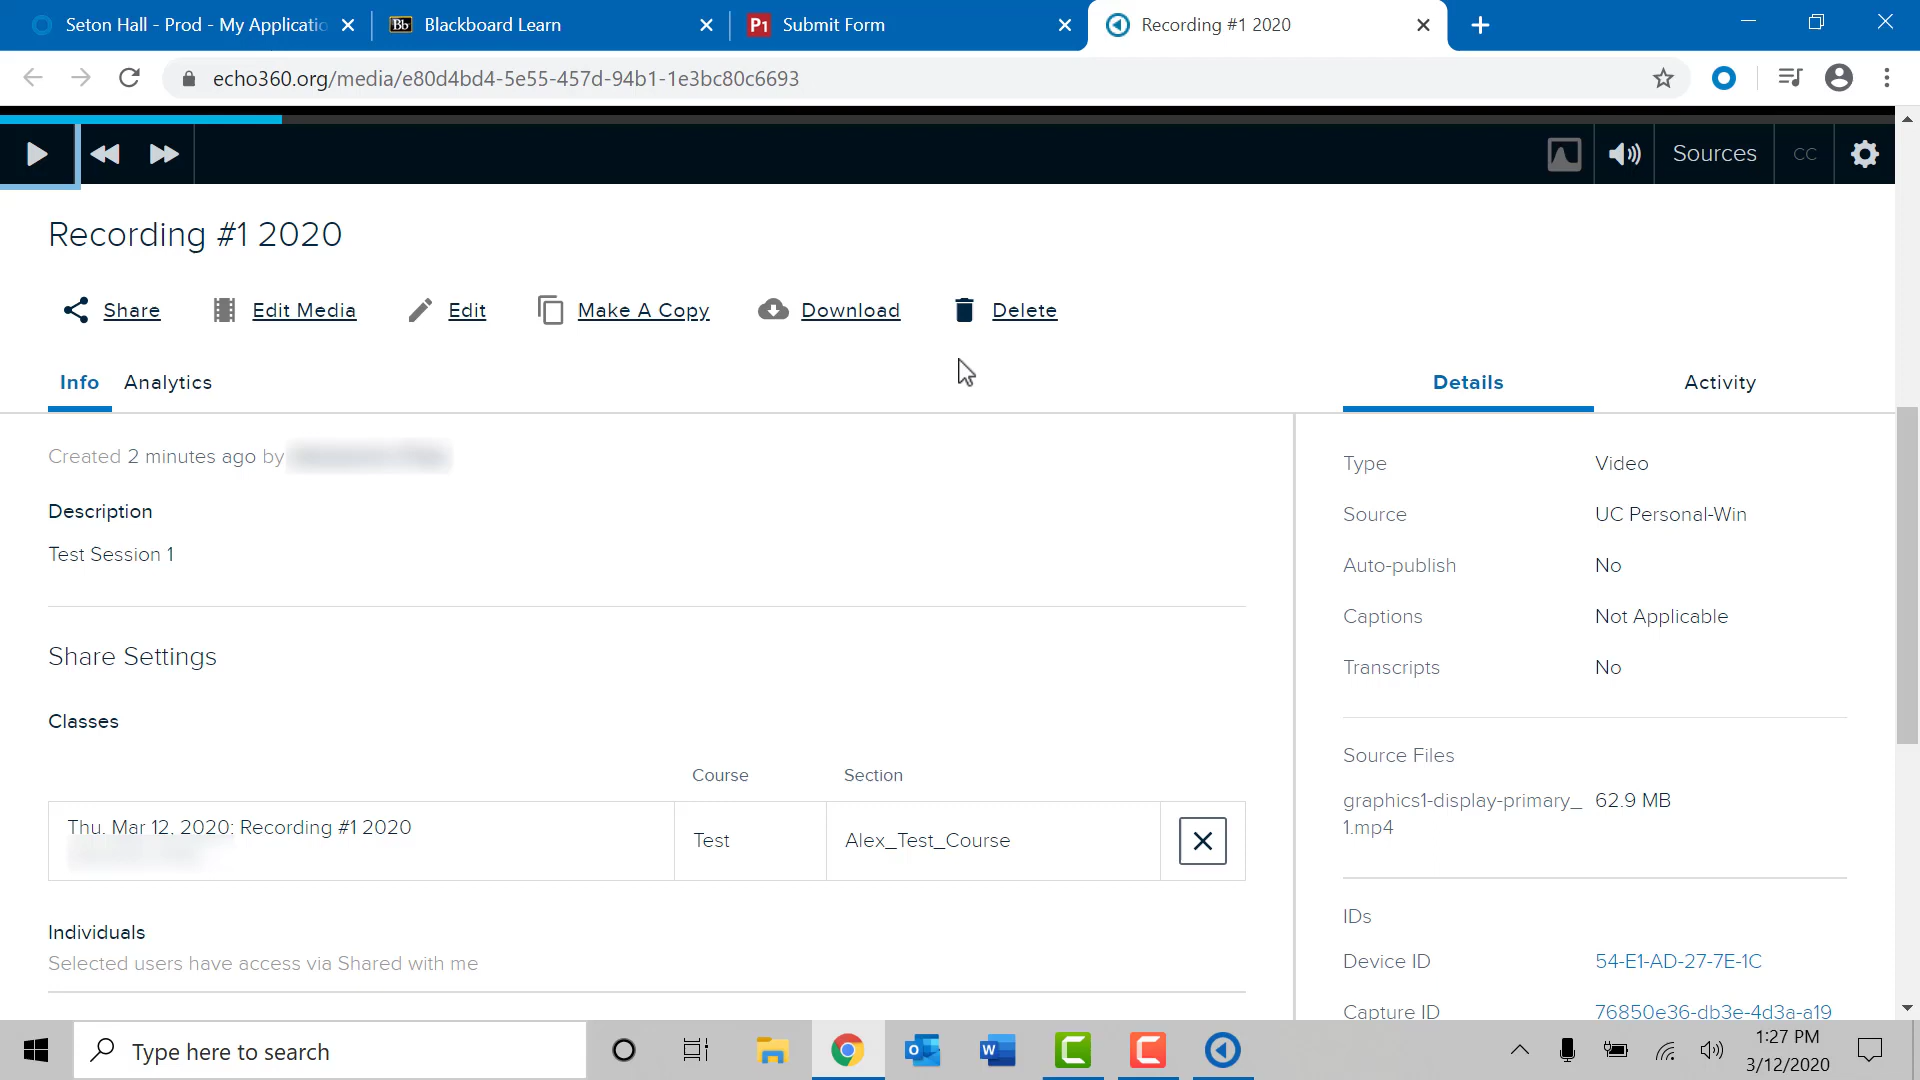 Seton Hall - Prod - My Applicatio
Blackboard Learn
Submit Form
Recording #1 2020
echo360.org/media/e80d4bd4-5e55-457d-94b1-1e3bc80c6693
Sources
CC
Recording #1 2020
Share
Edit Media
Edit
Make A Copy
Download
Delete
Info
Analytics
Details
Activity
Created 2 minutes ago by
Description
Test Session 1
Share Settings
Classes
Course
Section
Thu, Mar 12, 2020: Recording #1 2020
Test
Alex_Test_Course
Individuals
Selected users have access via Shared with me
Type
Video
Source
UC Personal-Win
Auto-publish
No
Captions
Not Applicable
Transcripts
No
Source Files
graphics1-display-primary_
1.mp4
62.9 MB
IDs
Device ID
54-E1-AD-27-7E-1C
Capture ID
76850e36-db3e-4d3a-a19
Type here to search
1:27 PM
3/12/2020